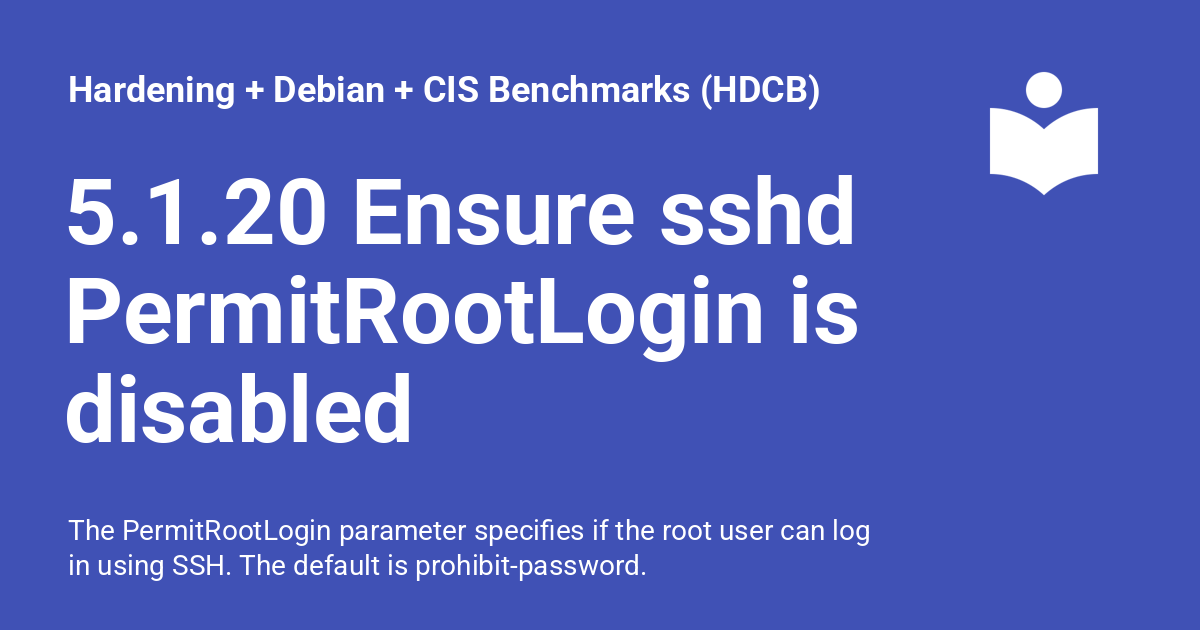 Hardening + Debian + CIS Benchmarks (HDCB)
5.1.20 Ensure sshd
PermitRootLogin is
disabled
The PermitRootLogin parameter specifies if the root user can log
in using SSH. The default is prohibit-password.